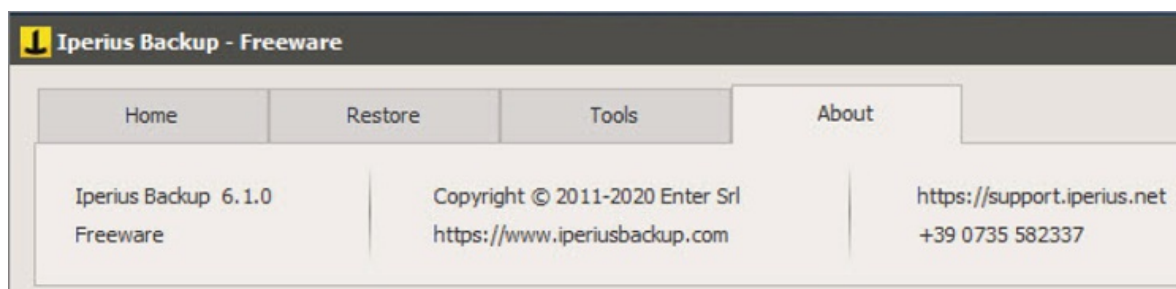 Iperius Backup - Freeware
Home Restore Tools About
Iperius Backup 6.1.0
Freeware
Copyright © 2011-2020 Enter Srl
https://www.iperiusbackup.com
https://support.iperius.net
+39 0735 582337